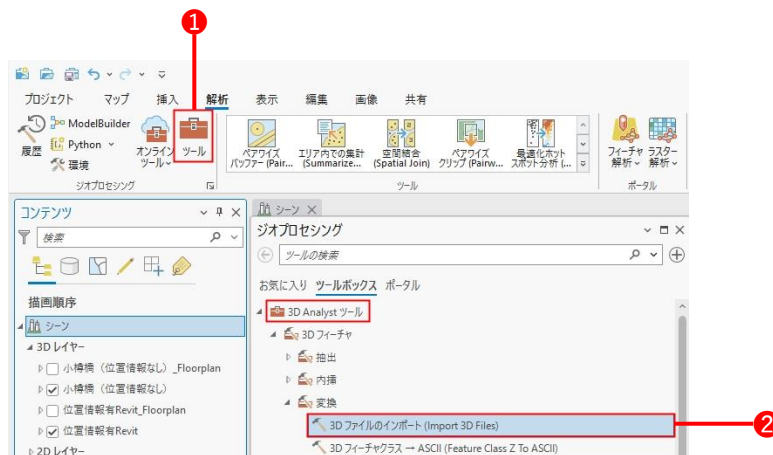 1
プロジェクト マップ 挿入 解析 表示 編集 画像 共有
履歴
ModelBuilder
Python
環境
オンライン
ツール
ツール
ジオプロセシング
ペアワイズ
バッファー (Pair...
エリア内での集計
(Summarize...
空間結合
(Spatial Join)
ペアワイズ
クリップ (Pairw...
最適化ホット
スポット分析 (...
ツール
フィーチャ
解析
ラスター
解析
ポータル
コンテンツ
検索
描画順序
シーン
3D レイヤー
小樽横（位置情報なし）_Floorplan
小樽横（位置情報なし）
位置情報有Revit_Floorplan
位置情報有Revit
2D レイヤー
シーン
ジオプロセシング
ツールの検索
お気に入り ツールボックス ポータル
3D Analyst ツール
3D フィーチャ
抽出
内挿
変換
3D ファイルのインポート (Import 3D Files)
2
3D フィーチャクラス → ASCII (Feature Class Z To ASCII)